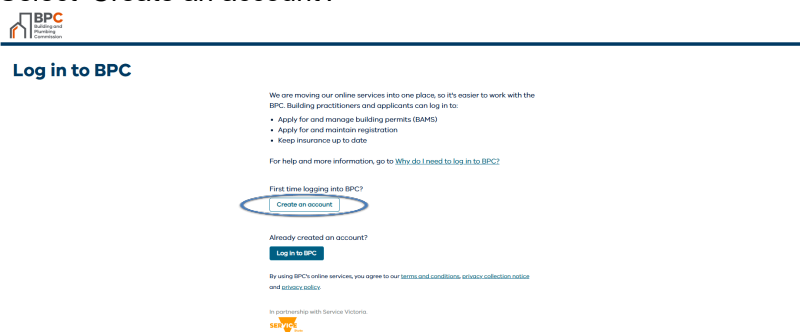 Select 'Create an account'.
BPC
Building and
Plumbing
Commission
Log in to BPC
We are moving our online services into one place, so it's easier to work with the
BPC. Building practitioners and applicants can log in to:
• Apply for and manage building permits (BAMS)
• Apply for and maintain registration
• Keep insurance up to date
For help and more information, go to Why do I need to log in to BPC?
First time logging into BPC?
Create an account
Already created an account?
Log in to BPC
By using BPC's online services, you agree to our terms and conditions, privacy collection notice
and privacy policy.
In partnership with Service Victoria.
SERVICE